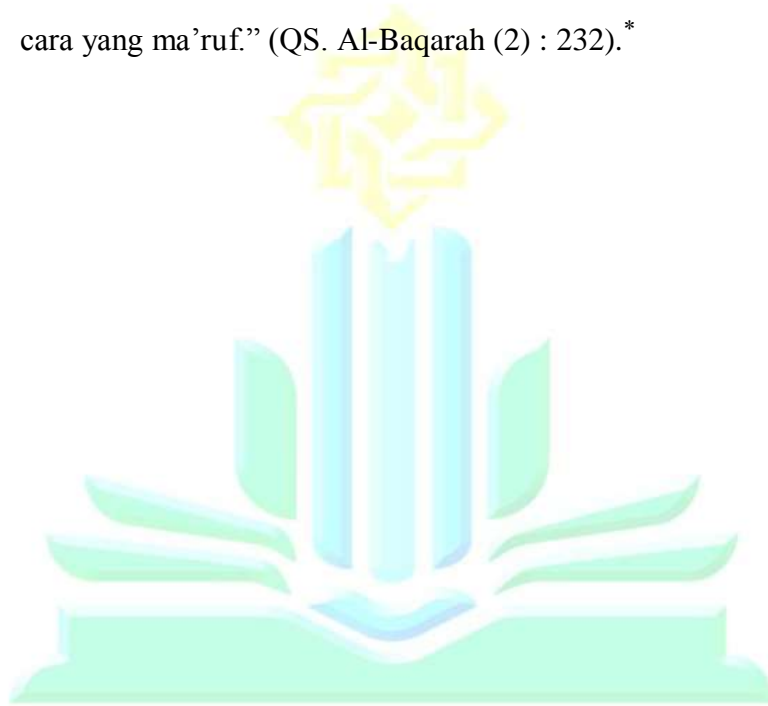 cara yang ma’ruf.” (QS. Al-Baqarah (2) : 232).*